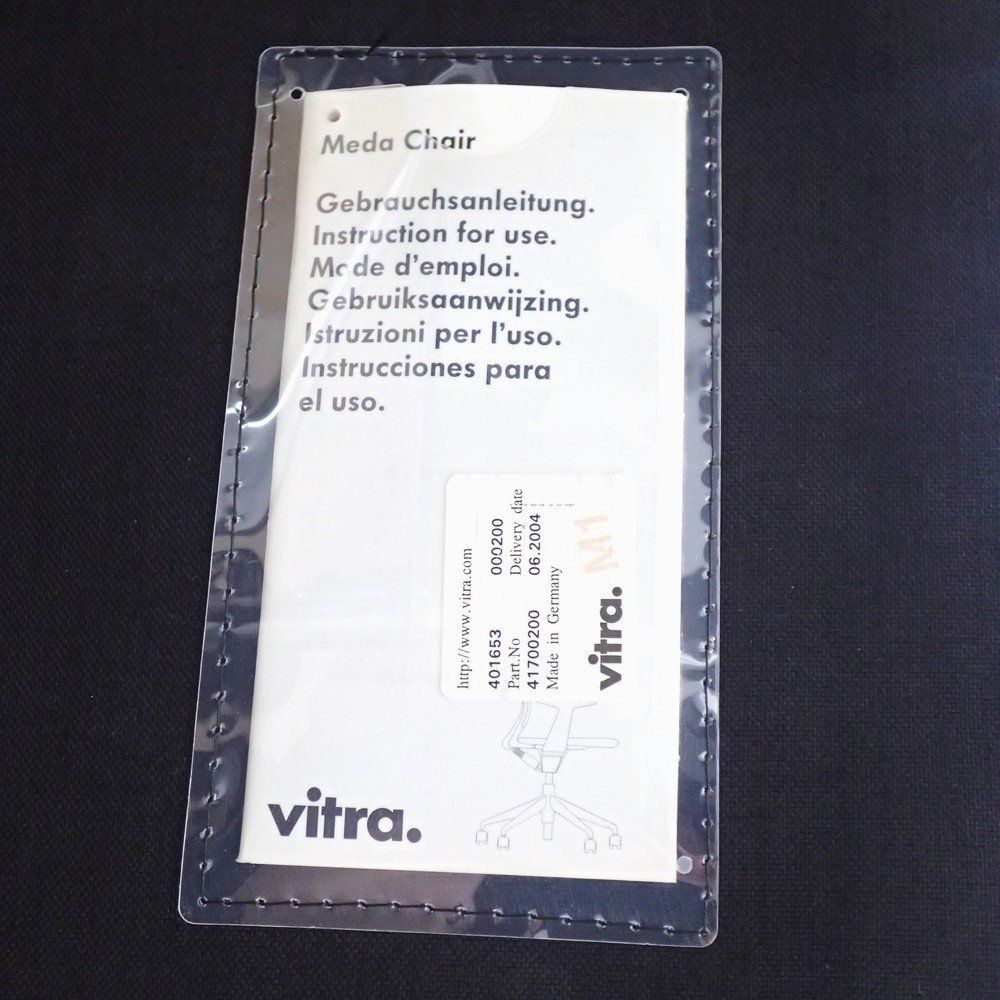 Meda Chair
Gebrauchsanleitung.
Instruction for use.
Mode d'emploi.
Gebruiksaanwijzing.
Istruzioni per l'uso.
Instrucciones para
el uso.
http://www.vitra.com
401653 000200
Part.No Delivery date
41700200 06.2004
Made in Germany
vitra.
M1
vitra.